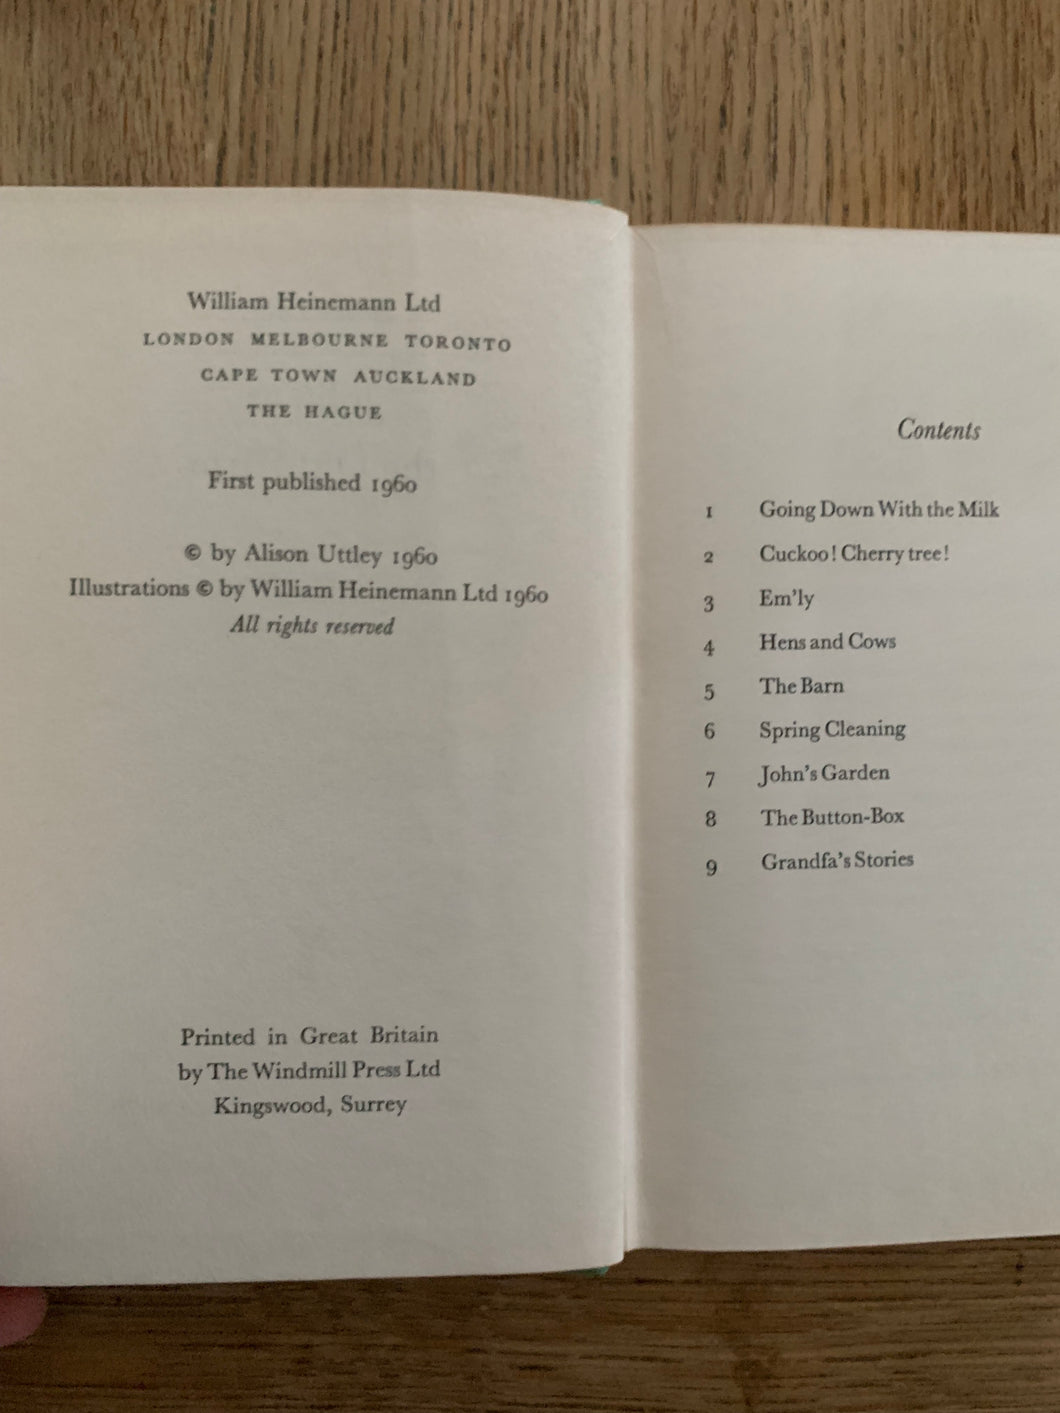 William Heinemann Ltd
LONDON MELBOURNE TORONTO
CAPE TOWN AUCKLAND
THE HAGUE
First published 1960
© by Alison Uttley 1960
Illustrations © by William Heinemann Ltd 1960
All rights reserved
Printed in Great Britain
by The Windmill Press Ltd
Kingswood, Surrey
Contents
1 Going Down With the Milk
2 Cuckoo! Cherry tree!
3 Em'ly
4 Hens and Cows
5 The Barn
6 Spring Cleaning
7 John's Garden
8 The Button-Box
9 Grandfa's Stories